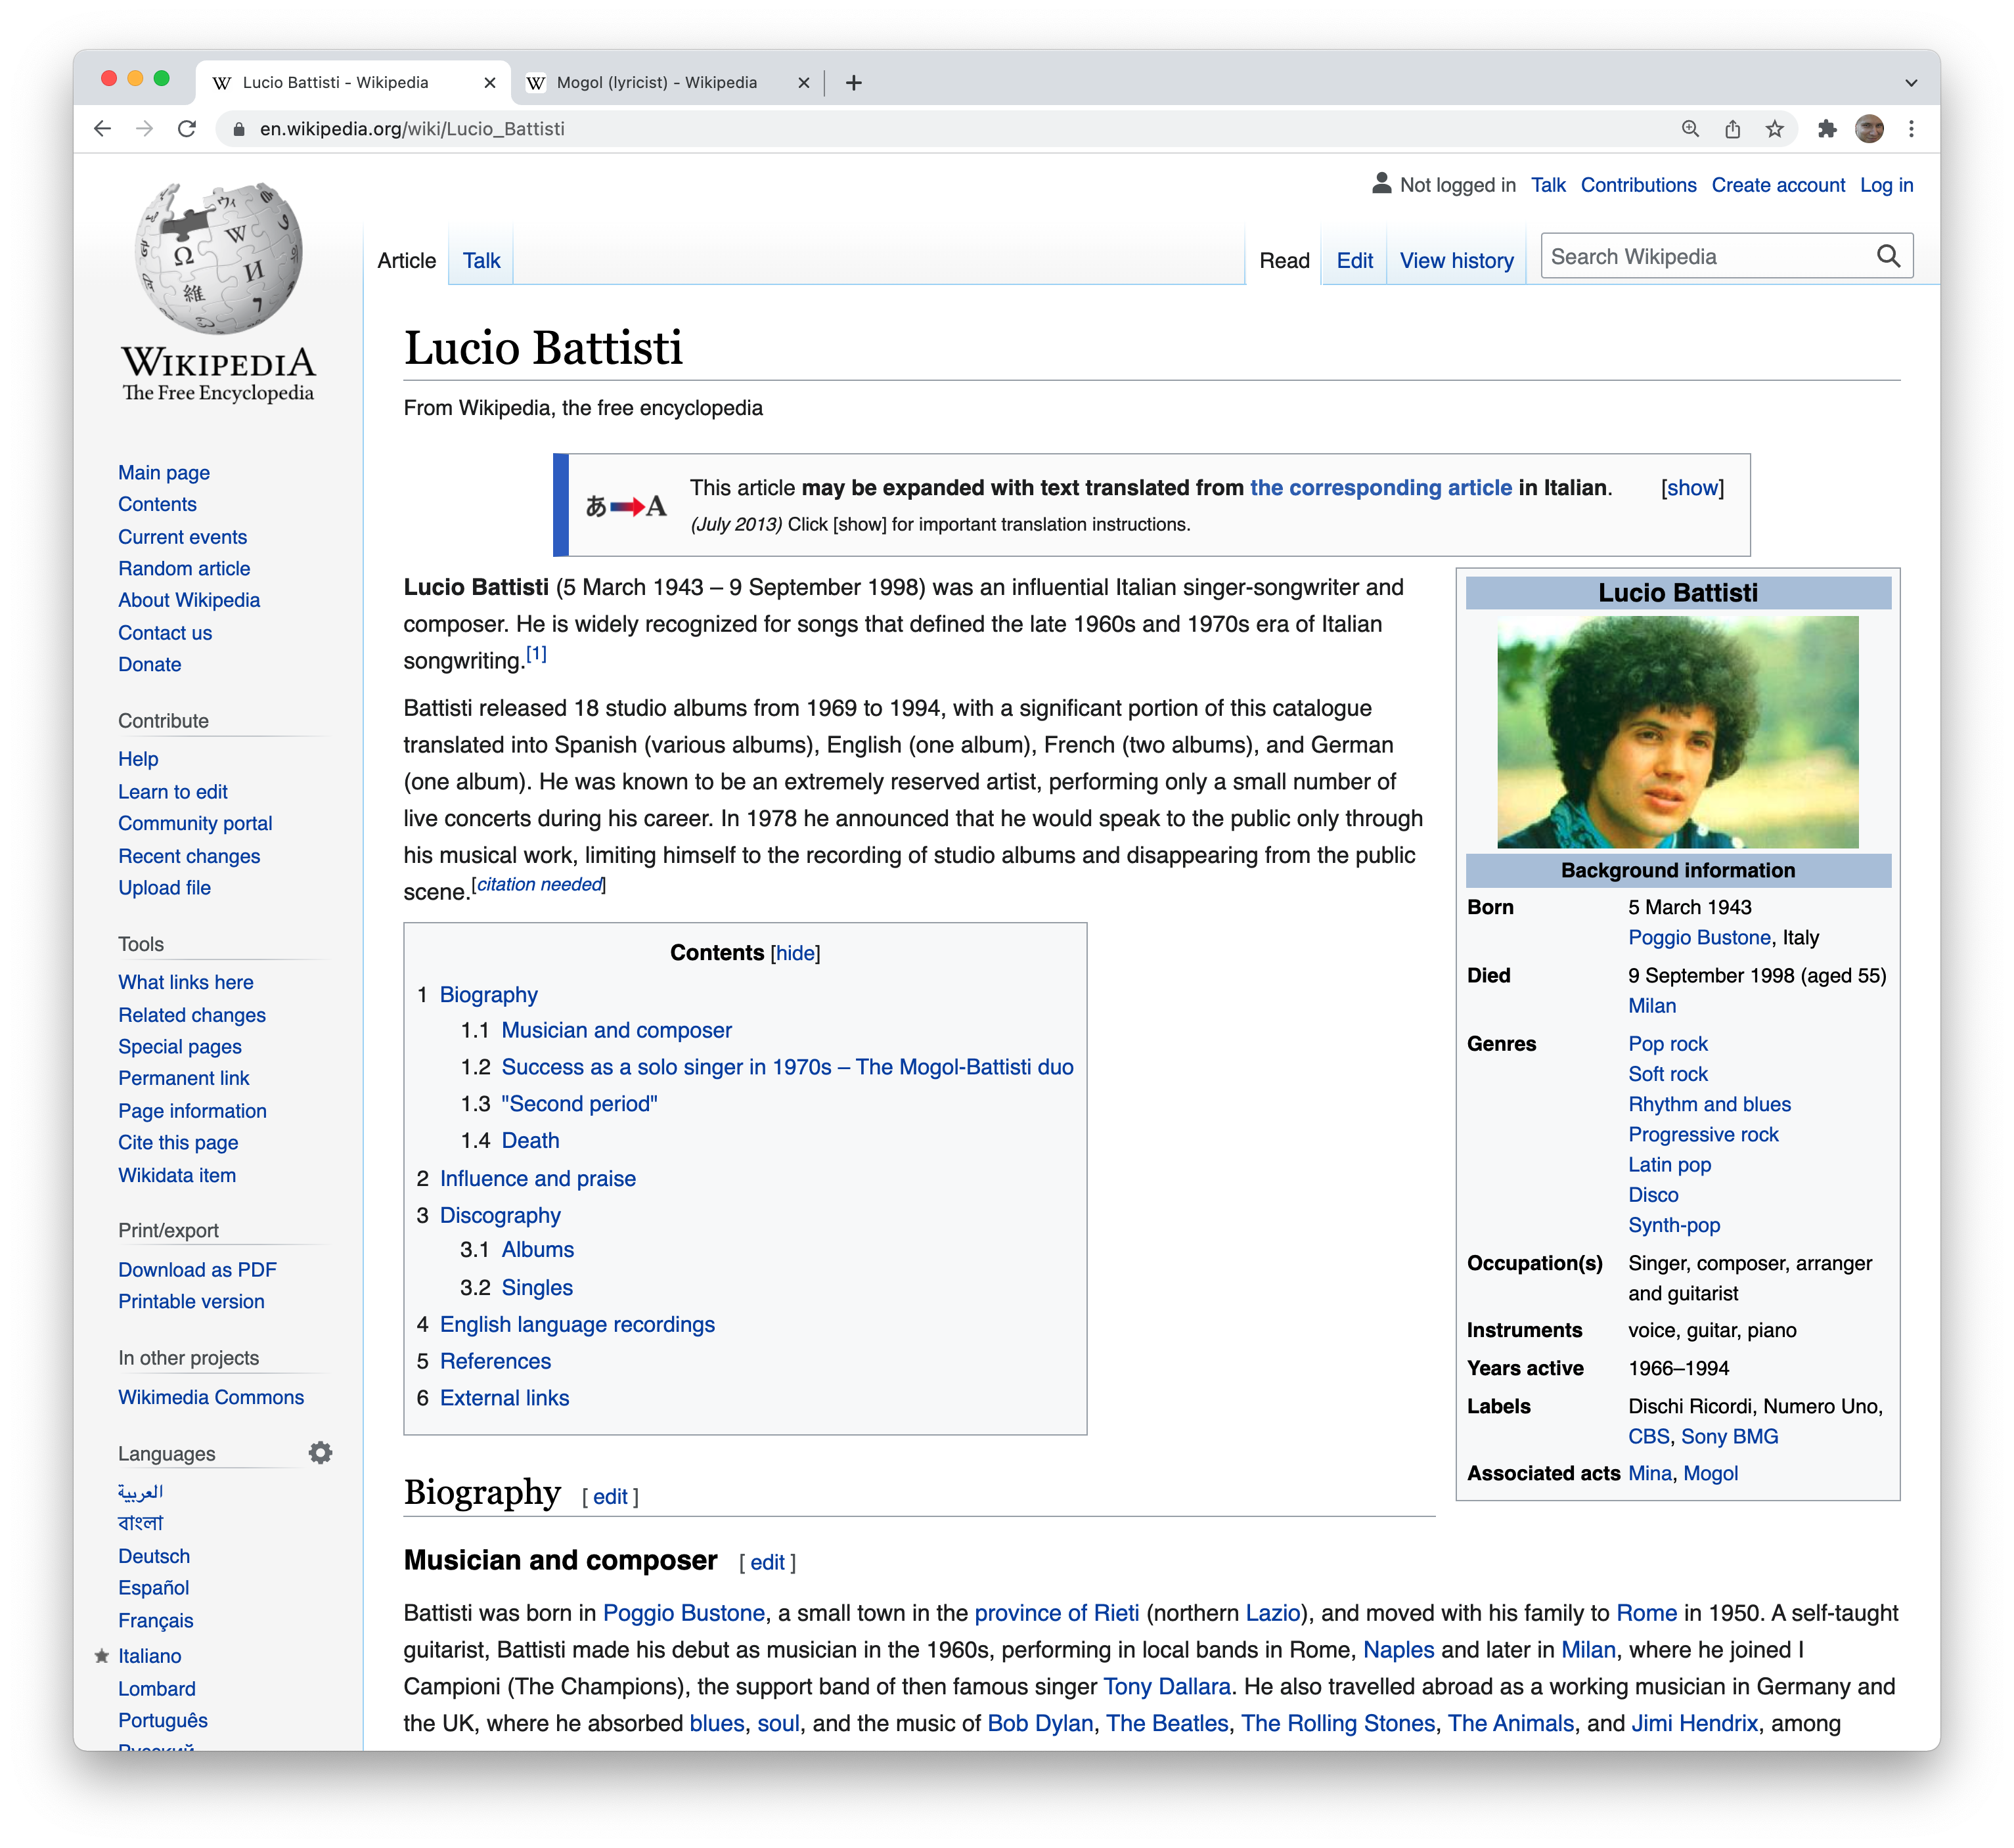 Lucio Battisti - Wikipedia
Mogol (lyricist) - Wikipedia
en.wikipedia.org/wiki/Lucio_Battisti
Not logged in Talk Contributions Create account Log in
Article Talk Read Edit View history Search Wikipedia
WIKIPEDIA
The Free Encyclopedia
Main page
Contents
Current events
Random article
About Wikipedia
Contact us
Donate
Contribute
Help
Learn to edit
Community portal
Recent changes
Upload file
Tools
What links here
Related changes
Special pages
Permanent link
Page information
Cite this page
Wikidata item
Print/export
Download as PDF
Printable version
In other projects
Wikimedia Commons
Languages
العربية
বাংলা
Deutsch
Español
Français
Italiano
Lombard
Português
Lucio Battisti
From Wikipedia, the free encyclopedia
This article may be expanded with text translated from the corresponding article in Italian. [show]
(July 2013) Click [show] for important translation instructions.
Lucio Battisti (5 March 1943 – 9 September 1998) was an influential Italian singer-songwriter and
composer. He is widely recognized for songs that defined the late 1960s and 1970s era of Italian
songwriting.[1]
Battisti released 18 studio albums from 1969 to 1994, with a significant portion of this catalogue
translated into Spanish (various albums), English (one album), French (two albums), and German
(one album). He was known to be an extremely reserved artist, performing only a small number of
live concerts during his career. In 1978 he announced that he would speak to the public only through
his musical work, limiting himself to the recording of studio albums and disappearing from the public
scene.[citation needed]
Contents [hide]
1 Biography
1.1 Musician and composer
1.2 Success as a solo singer in 1970s – The Mogol-Battisti duo
1.3 "Second period"
1.4 Death
2 Influence and praise
3 Discography
3.1 Albums
3.2 Singles
4 English language recordings
5 References
6 External links
Lucio Battisti
Background information
Born 5 March 1943
Poggio Bustone, Italy
Died 9 September 1998 (aged 55)
Milan
Genres Pop rock
Soft rock
Rhythm and blues
Progressive rock
Latin pop
Disco
Synth-pop
Occupation(s) Singer, composer, arranger
and guitarist
Instruments voice, guitar, piano
Years active 1966–1994
Labels Dischi Ricordi, Numero Uno,
CBS, Sony BMG
Associated acts Mina, Mogol
Biography [ edit ]
Musician and composer [ edit ]
Battisti was born in Poggio Bustone, a small town in the province of Rieti (northern Lazio), and moved with his family to Rome in 1950. A self-taught
guitarist, Battisti made his debut as musician in the 1960s, performing in local bands in Rome, Naples and later in Milan, where he joined I
Campioni (The Champions), the support band of then famous singer Tony Dallara. He also travelled abroad as a working musician in Germany and
the UK, where he absorbed blues, soul, and the music of Bob Dylan, The Beatles, The Rolling Stones, The Animals, and Jimi Hendrix, among